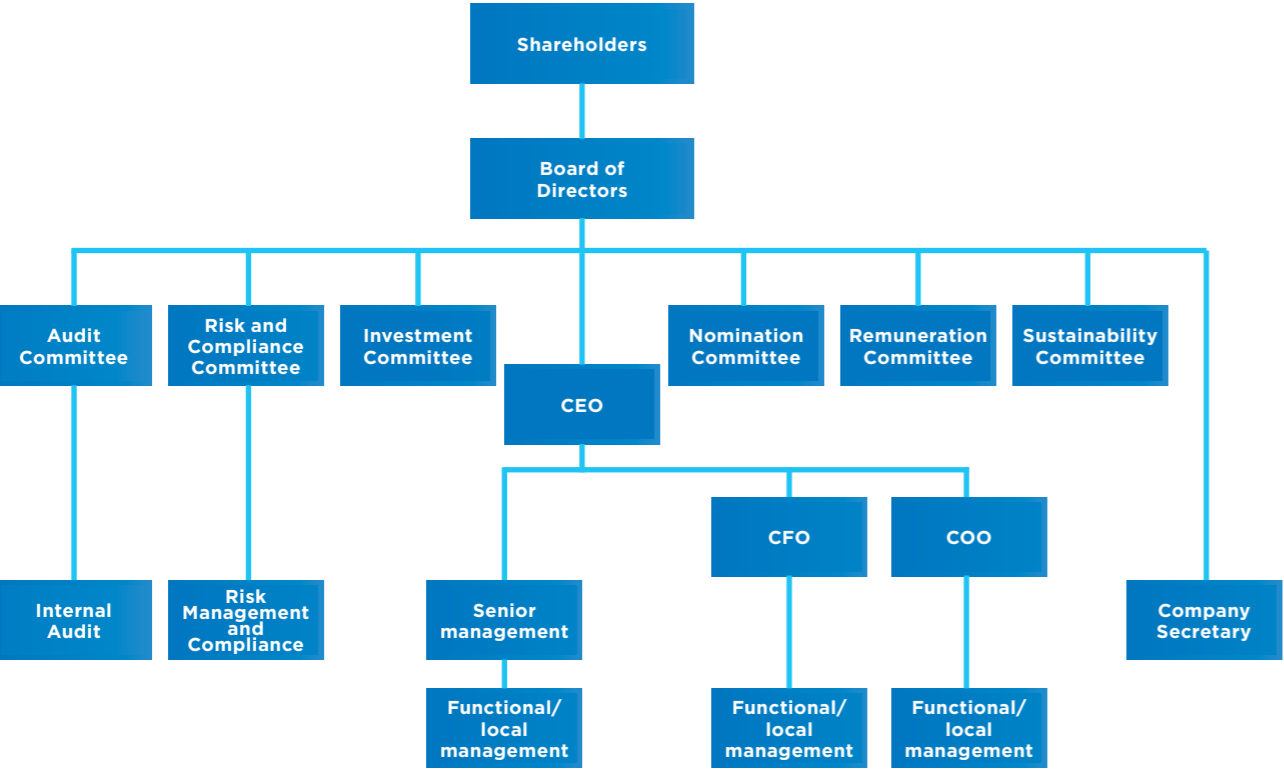 Shareholders
Board of
Directors
Audit
Committee
Risk and
Compliance
Committee
Investment
Committee
CEO
Nomination
Committee
Remuneration
Committee
Sustainability
Committee
CFO
COO
Internal
Audit
Risk
Management
and
Compliance
Senior
management
Company
Secretary
Functional/
local
management
Functional/
local
management
Functional/
local
management